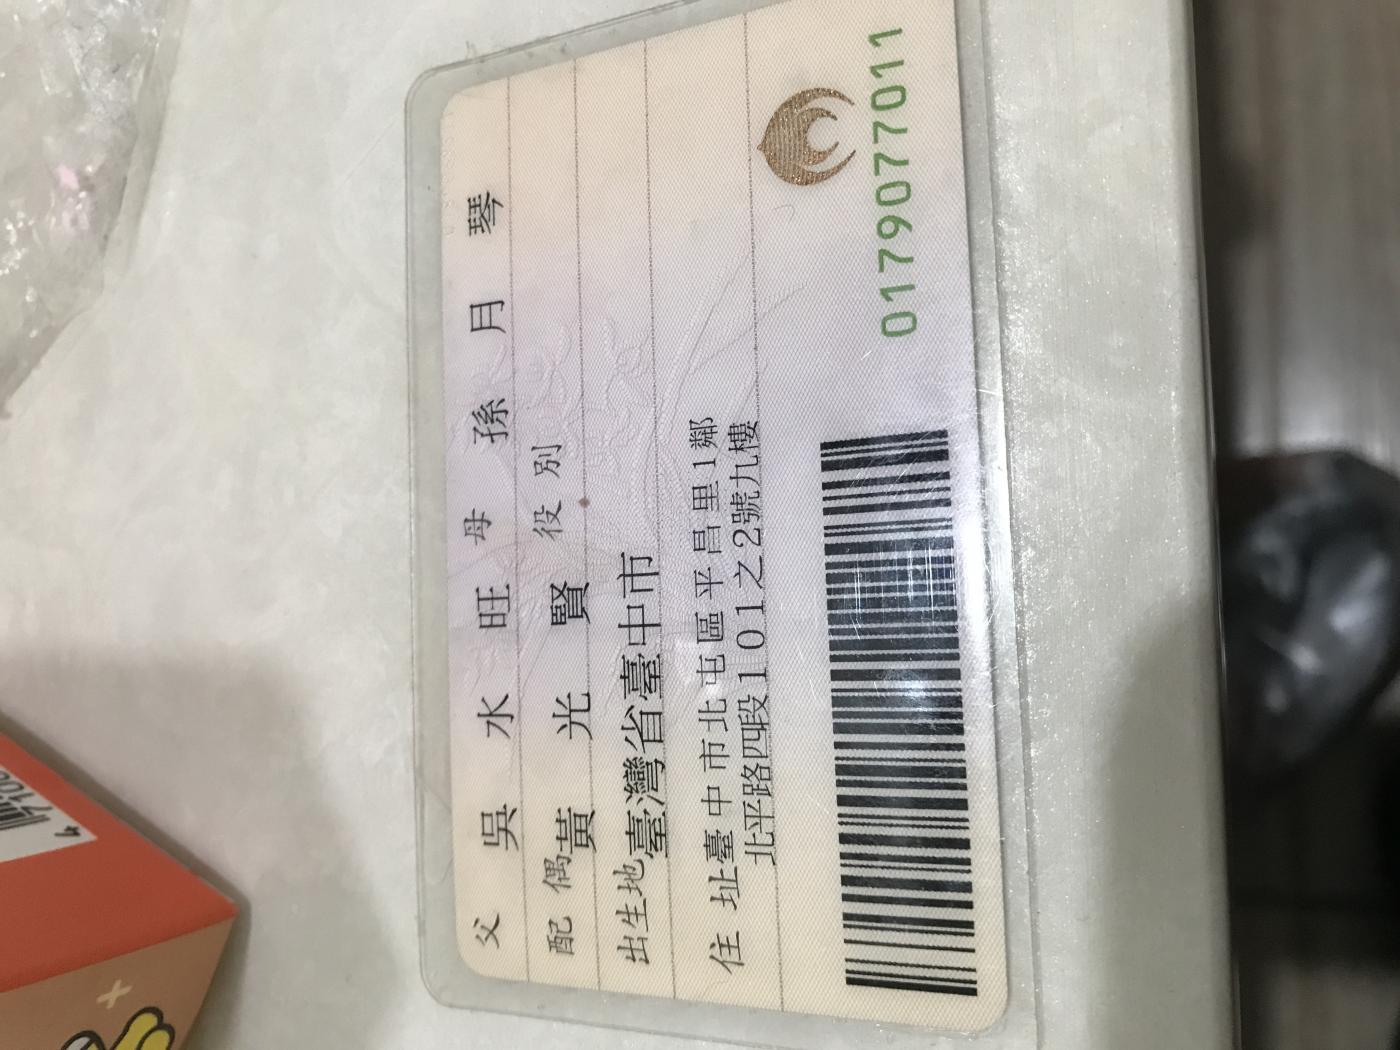 父 吳水旺 母 孫月琴
配偶 黃光賢 役別
出生地 臺灣省臺中市
住址 臺中市北屯區平昌里1鄰
北平路四段101之2號九樓
0179077011